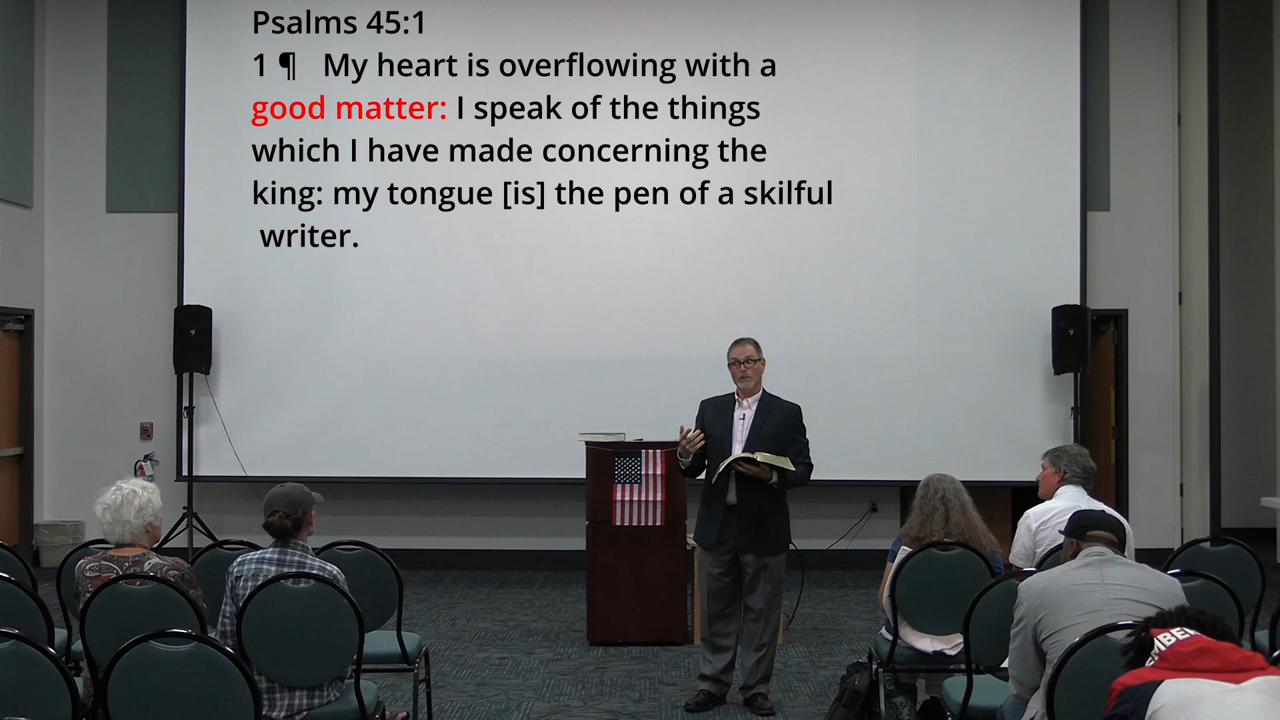 Psalms 45:1
1 ¶ My heart is overflowing with a
good matter: I speak of the things
which I have made concerning the
king: my tongue [is] the pen of a skilful
writer.
EMBE